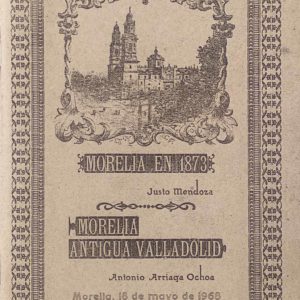 MORELIA EN 1873
Justo Mendoza
MORELIA
ANTIGUA VALLADOLID
Antonio Arriaga Ochoa
Morelia, 18 de mayo de 1968